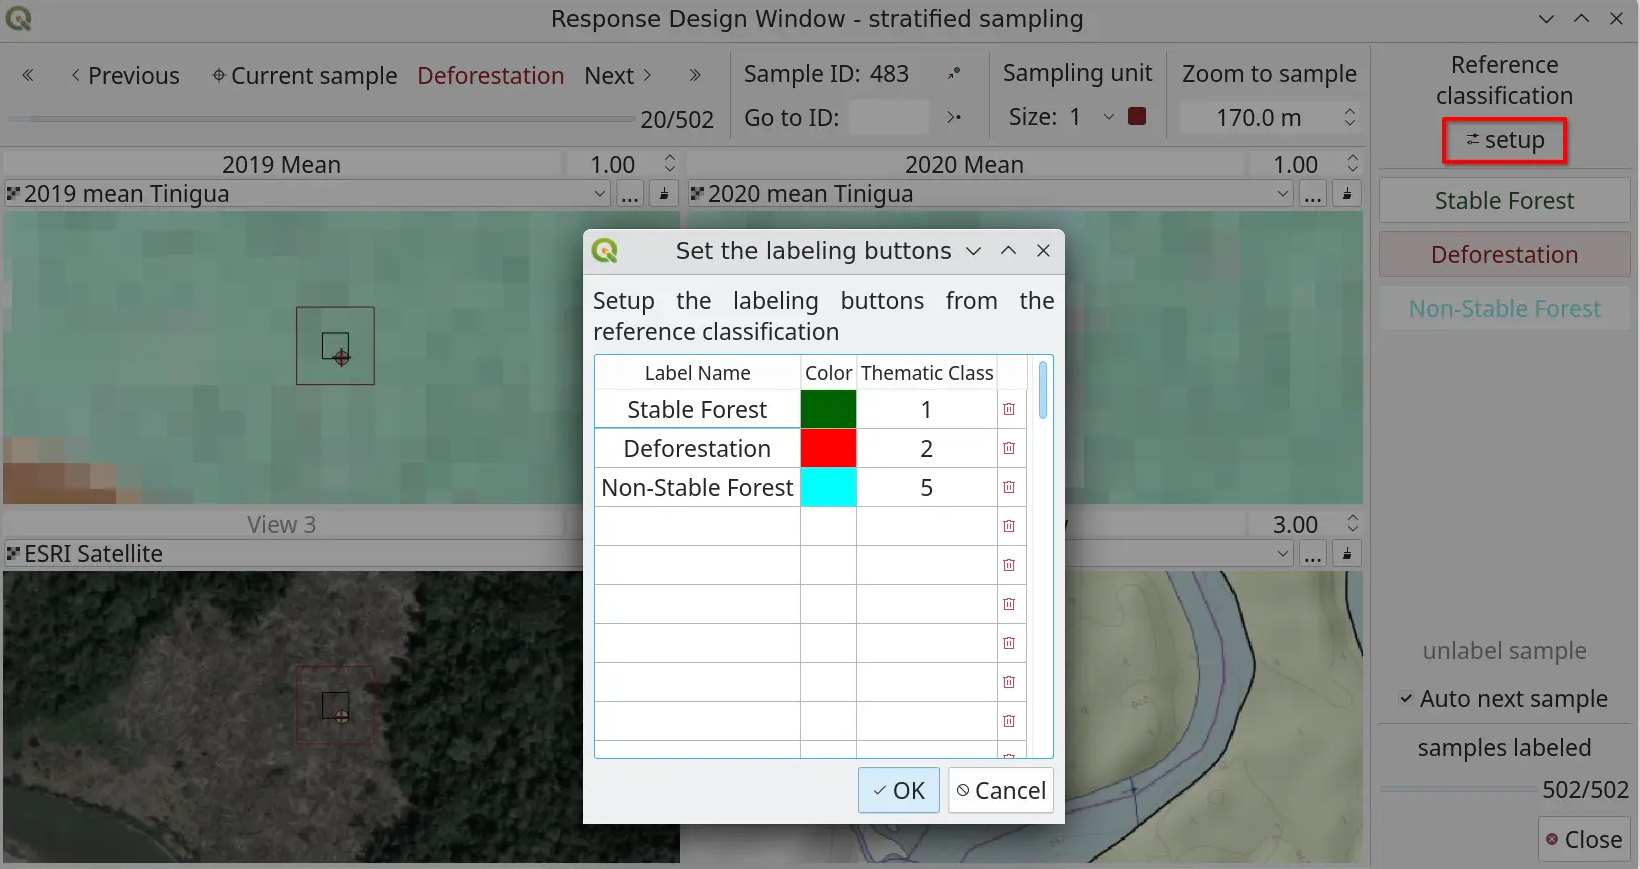 Response Design Window - stratified sampling
« ‹ Previous Current sample Deforestation Next › »
20/502
Sample ID: 483
Go to ID:
Sampling unit
Size: 1
Zoom to sample
170.0 m
Reference
classification
setup
2019 Mean 1.00
2019 mean Tinigua ...
2020 Mean 1.00
2020 mean Tinigua ...
Stable Forest
Deforestation
Non-Stable Forest
Set the labeling buttons
Setup the labeling buttons from the
reference classification
Label Name Color Thematic Class
Stable Forest 1
Deforestation 2
Non-Stable Forest 5
OK Cancel
View 3
ESRI Satellite
3.00
...
unlabel sample
Auto next sample
samples labeled
502/502
Close